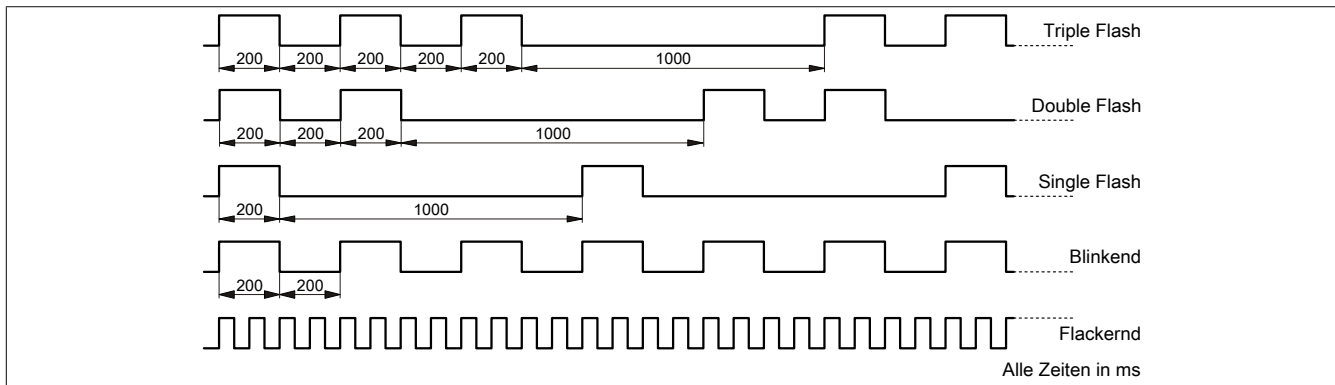 Triple Flash
200 200 200 200 200 1000
Double Flash
200 200 200 1000
Single Flash
200 1000
Blinkend
200 200
Flackernd
Alle Zeiten in ms